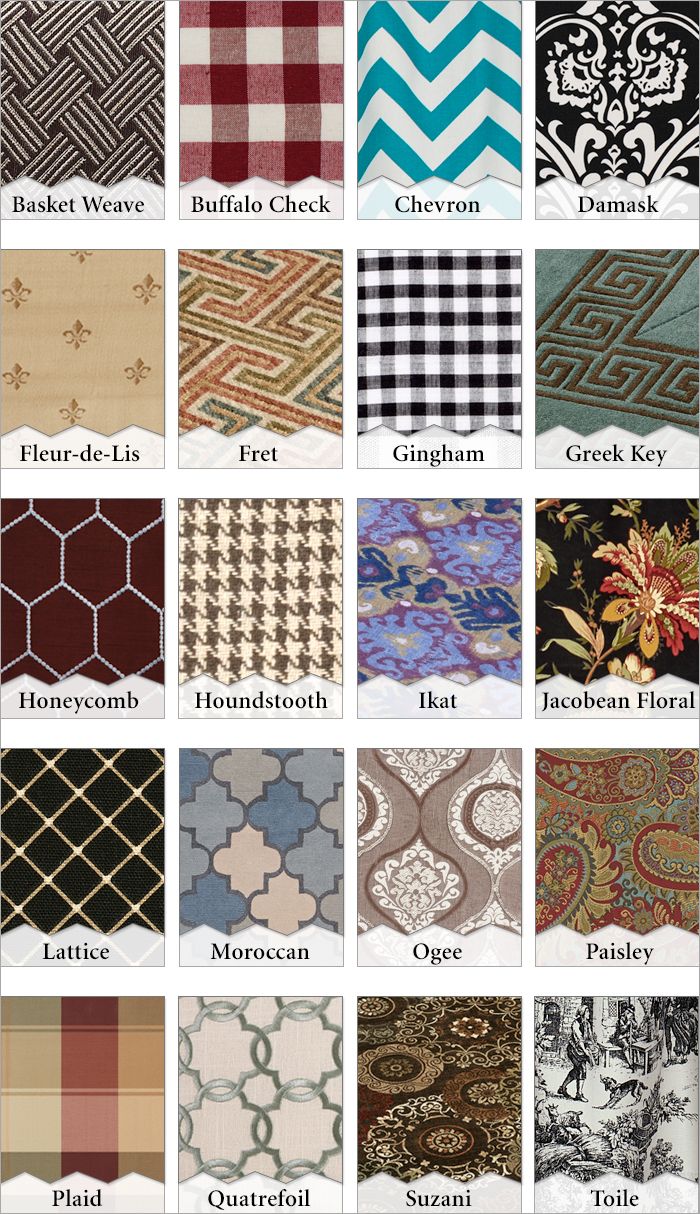 Basket Weave
Buffalo Check
Chevron
Damask
Fleur-de-Lis
Fret
Gingham
Greek Key
Honeycomb
Houndstooth
Ikat
Jacobean Floral
Lattice
Moroccan
Ogee
Paisley
Plaid
Quatrefoil
Suzani
Toile